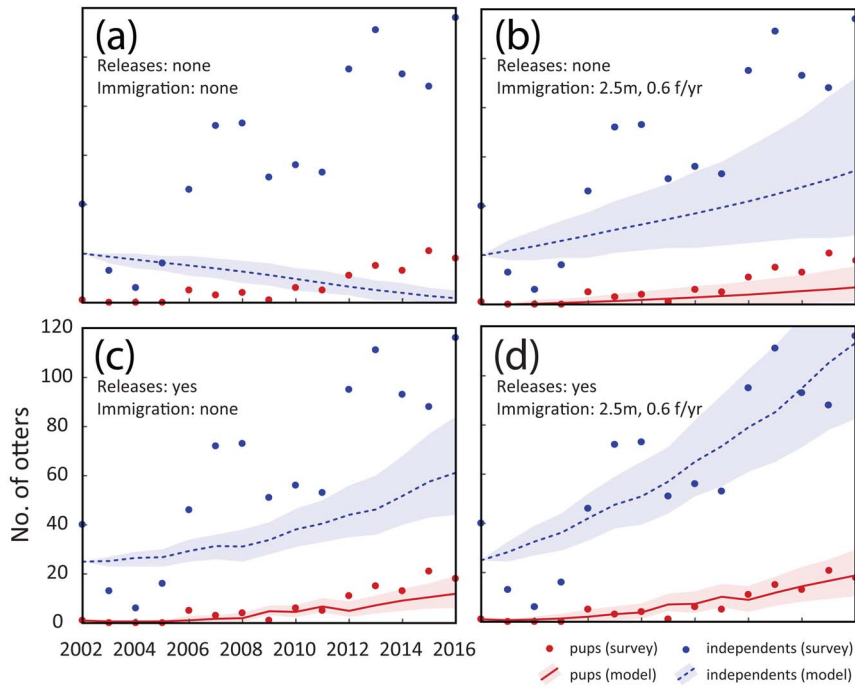 (a)
Releases: none
Immigration: none
(b)
Releases: none
Immigration: 2.5m, 0.6 f/yr
(c)
Releases: yes
Immigration: none
(d)
Releases: yes
Immigration: 2.5m, 0.6 f/yr
No. of otters
120
100
80
60
40
20
0
2002 2004 2006 2008 2010 2012 2014 2016
pups (survey) independents (survey)
pups (model) independents (model)